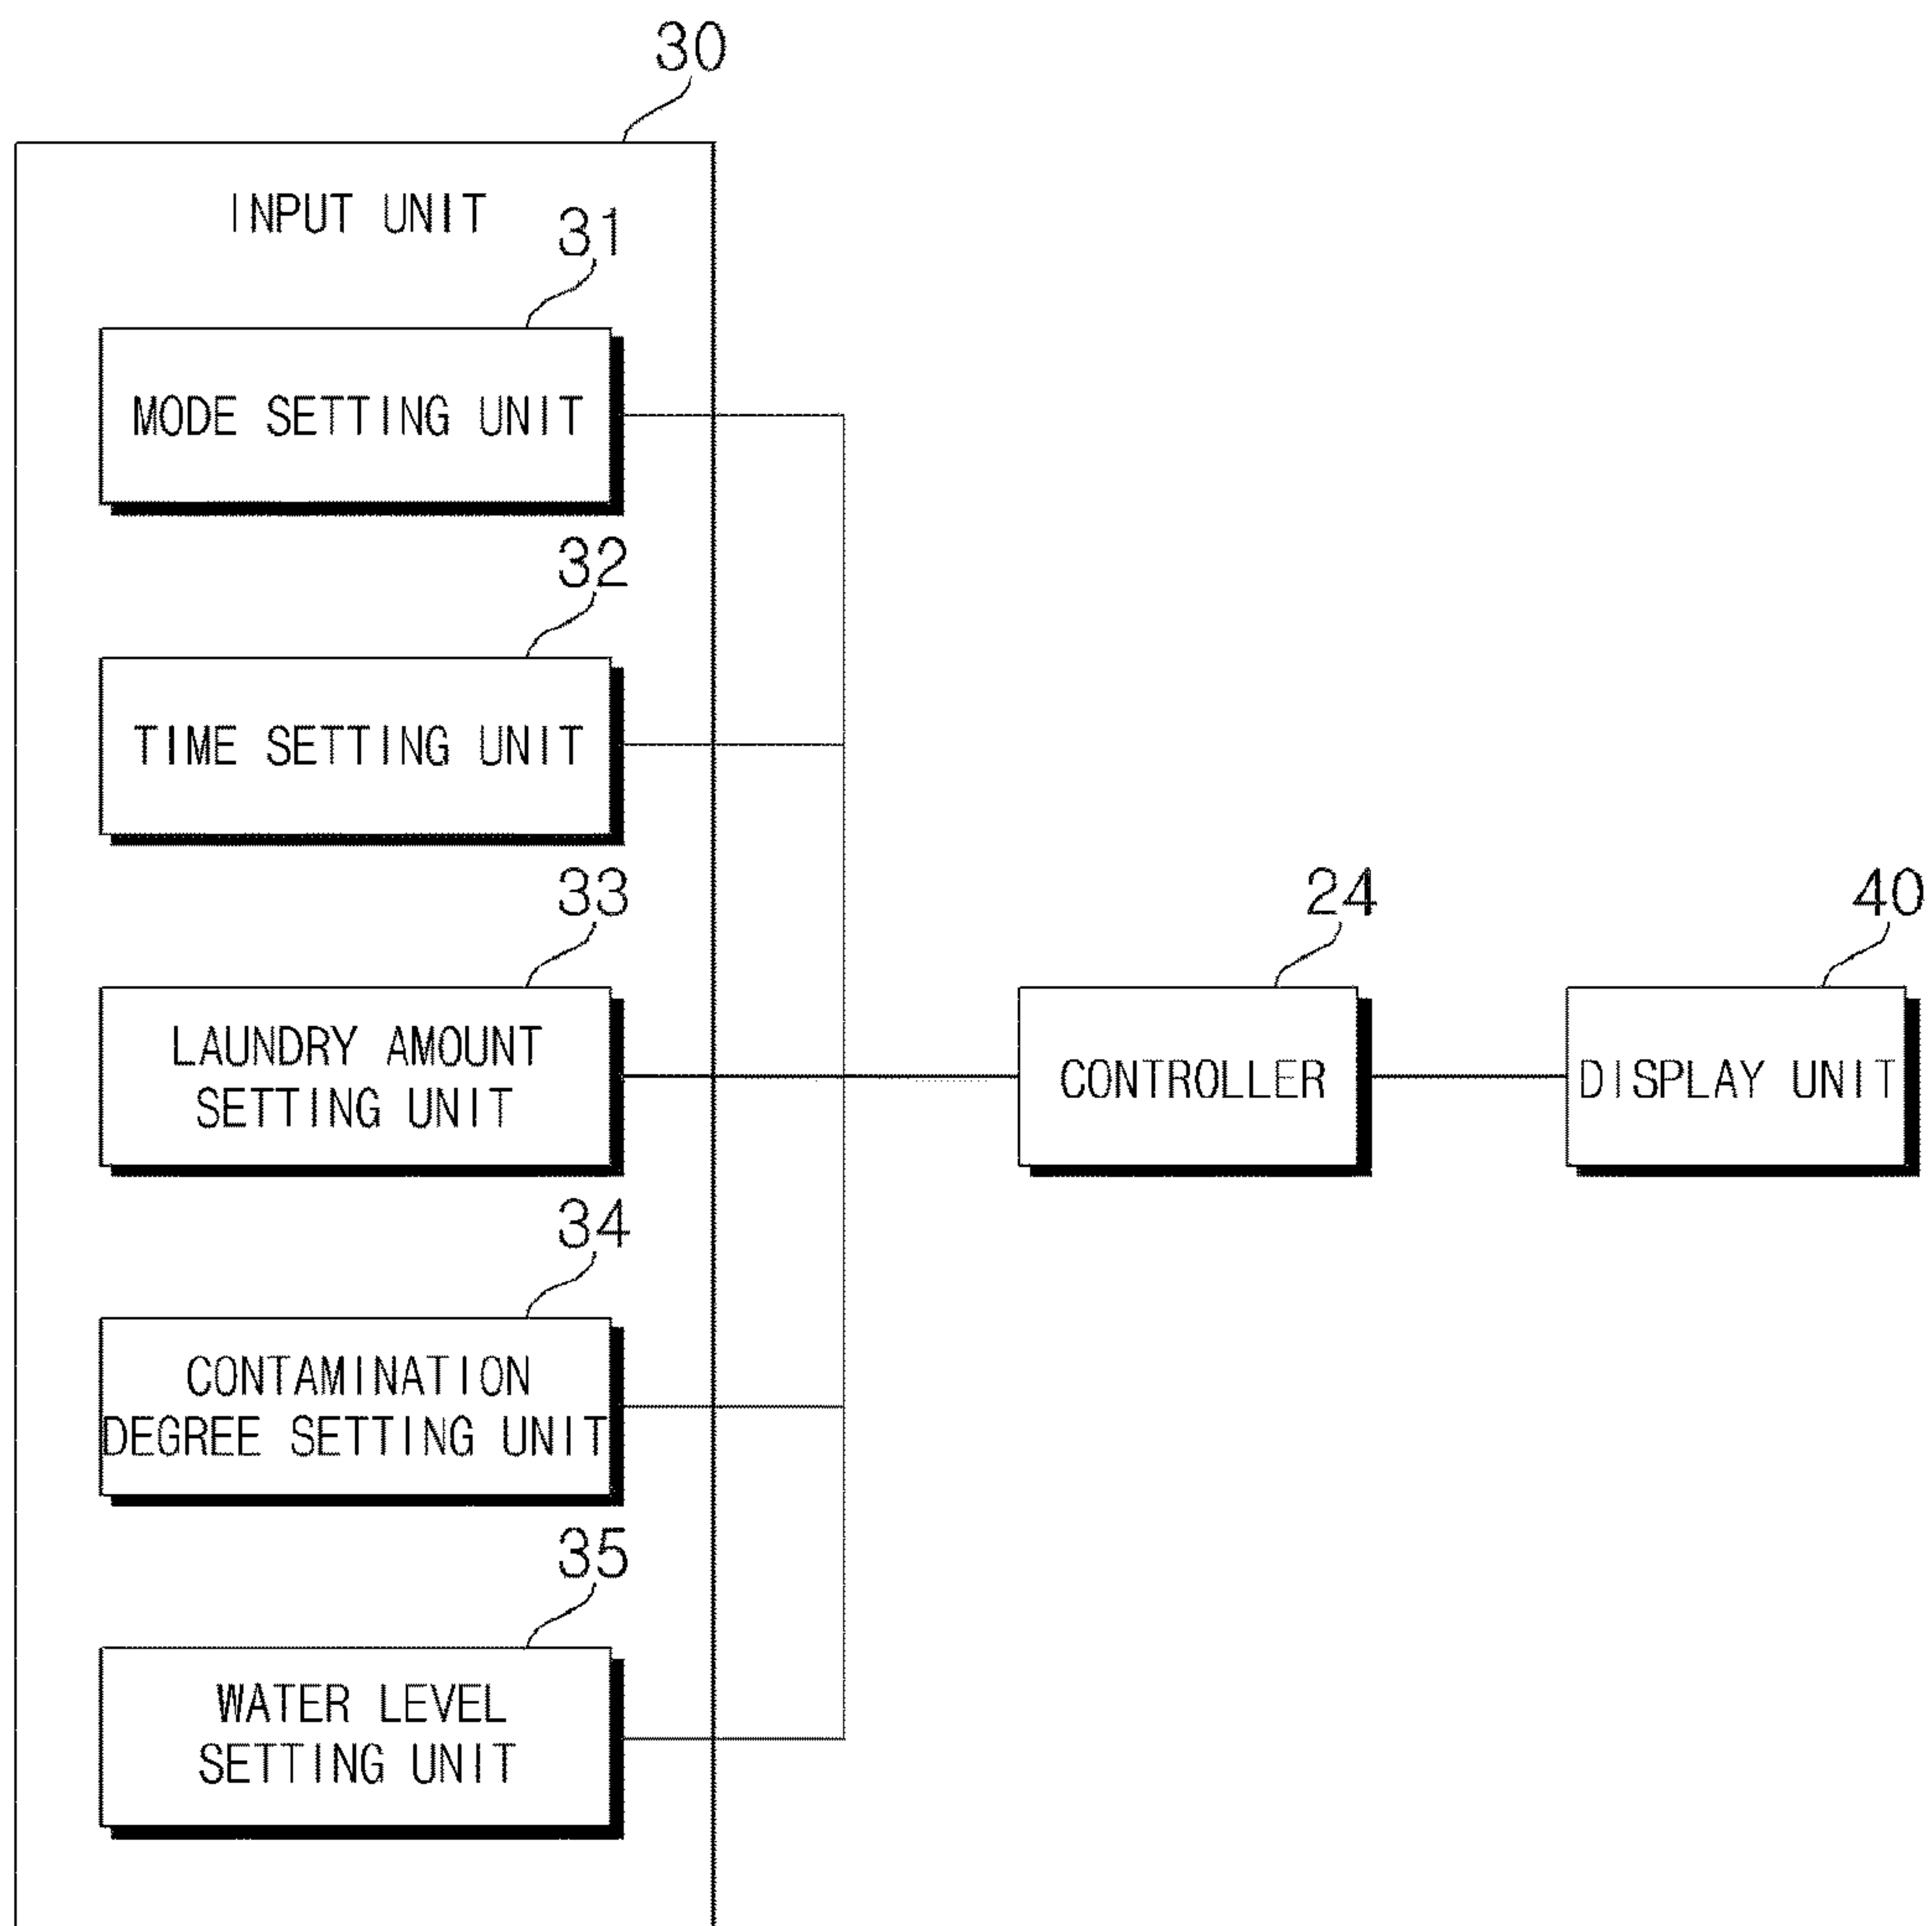 30
INPUT UNIT
31
MODE SETTING UNIT
32
TIME SETTING UNIT
33
LAUNDRY AMOUNT
SETTING UNIT
24
CONTROLLER
40
DISPLAY UNIT
34
CONTAMINATION
DEGREE SETTING UNIT
35
WATER LEVEL
SETTING UNIT